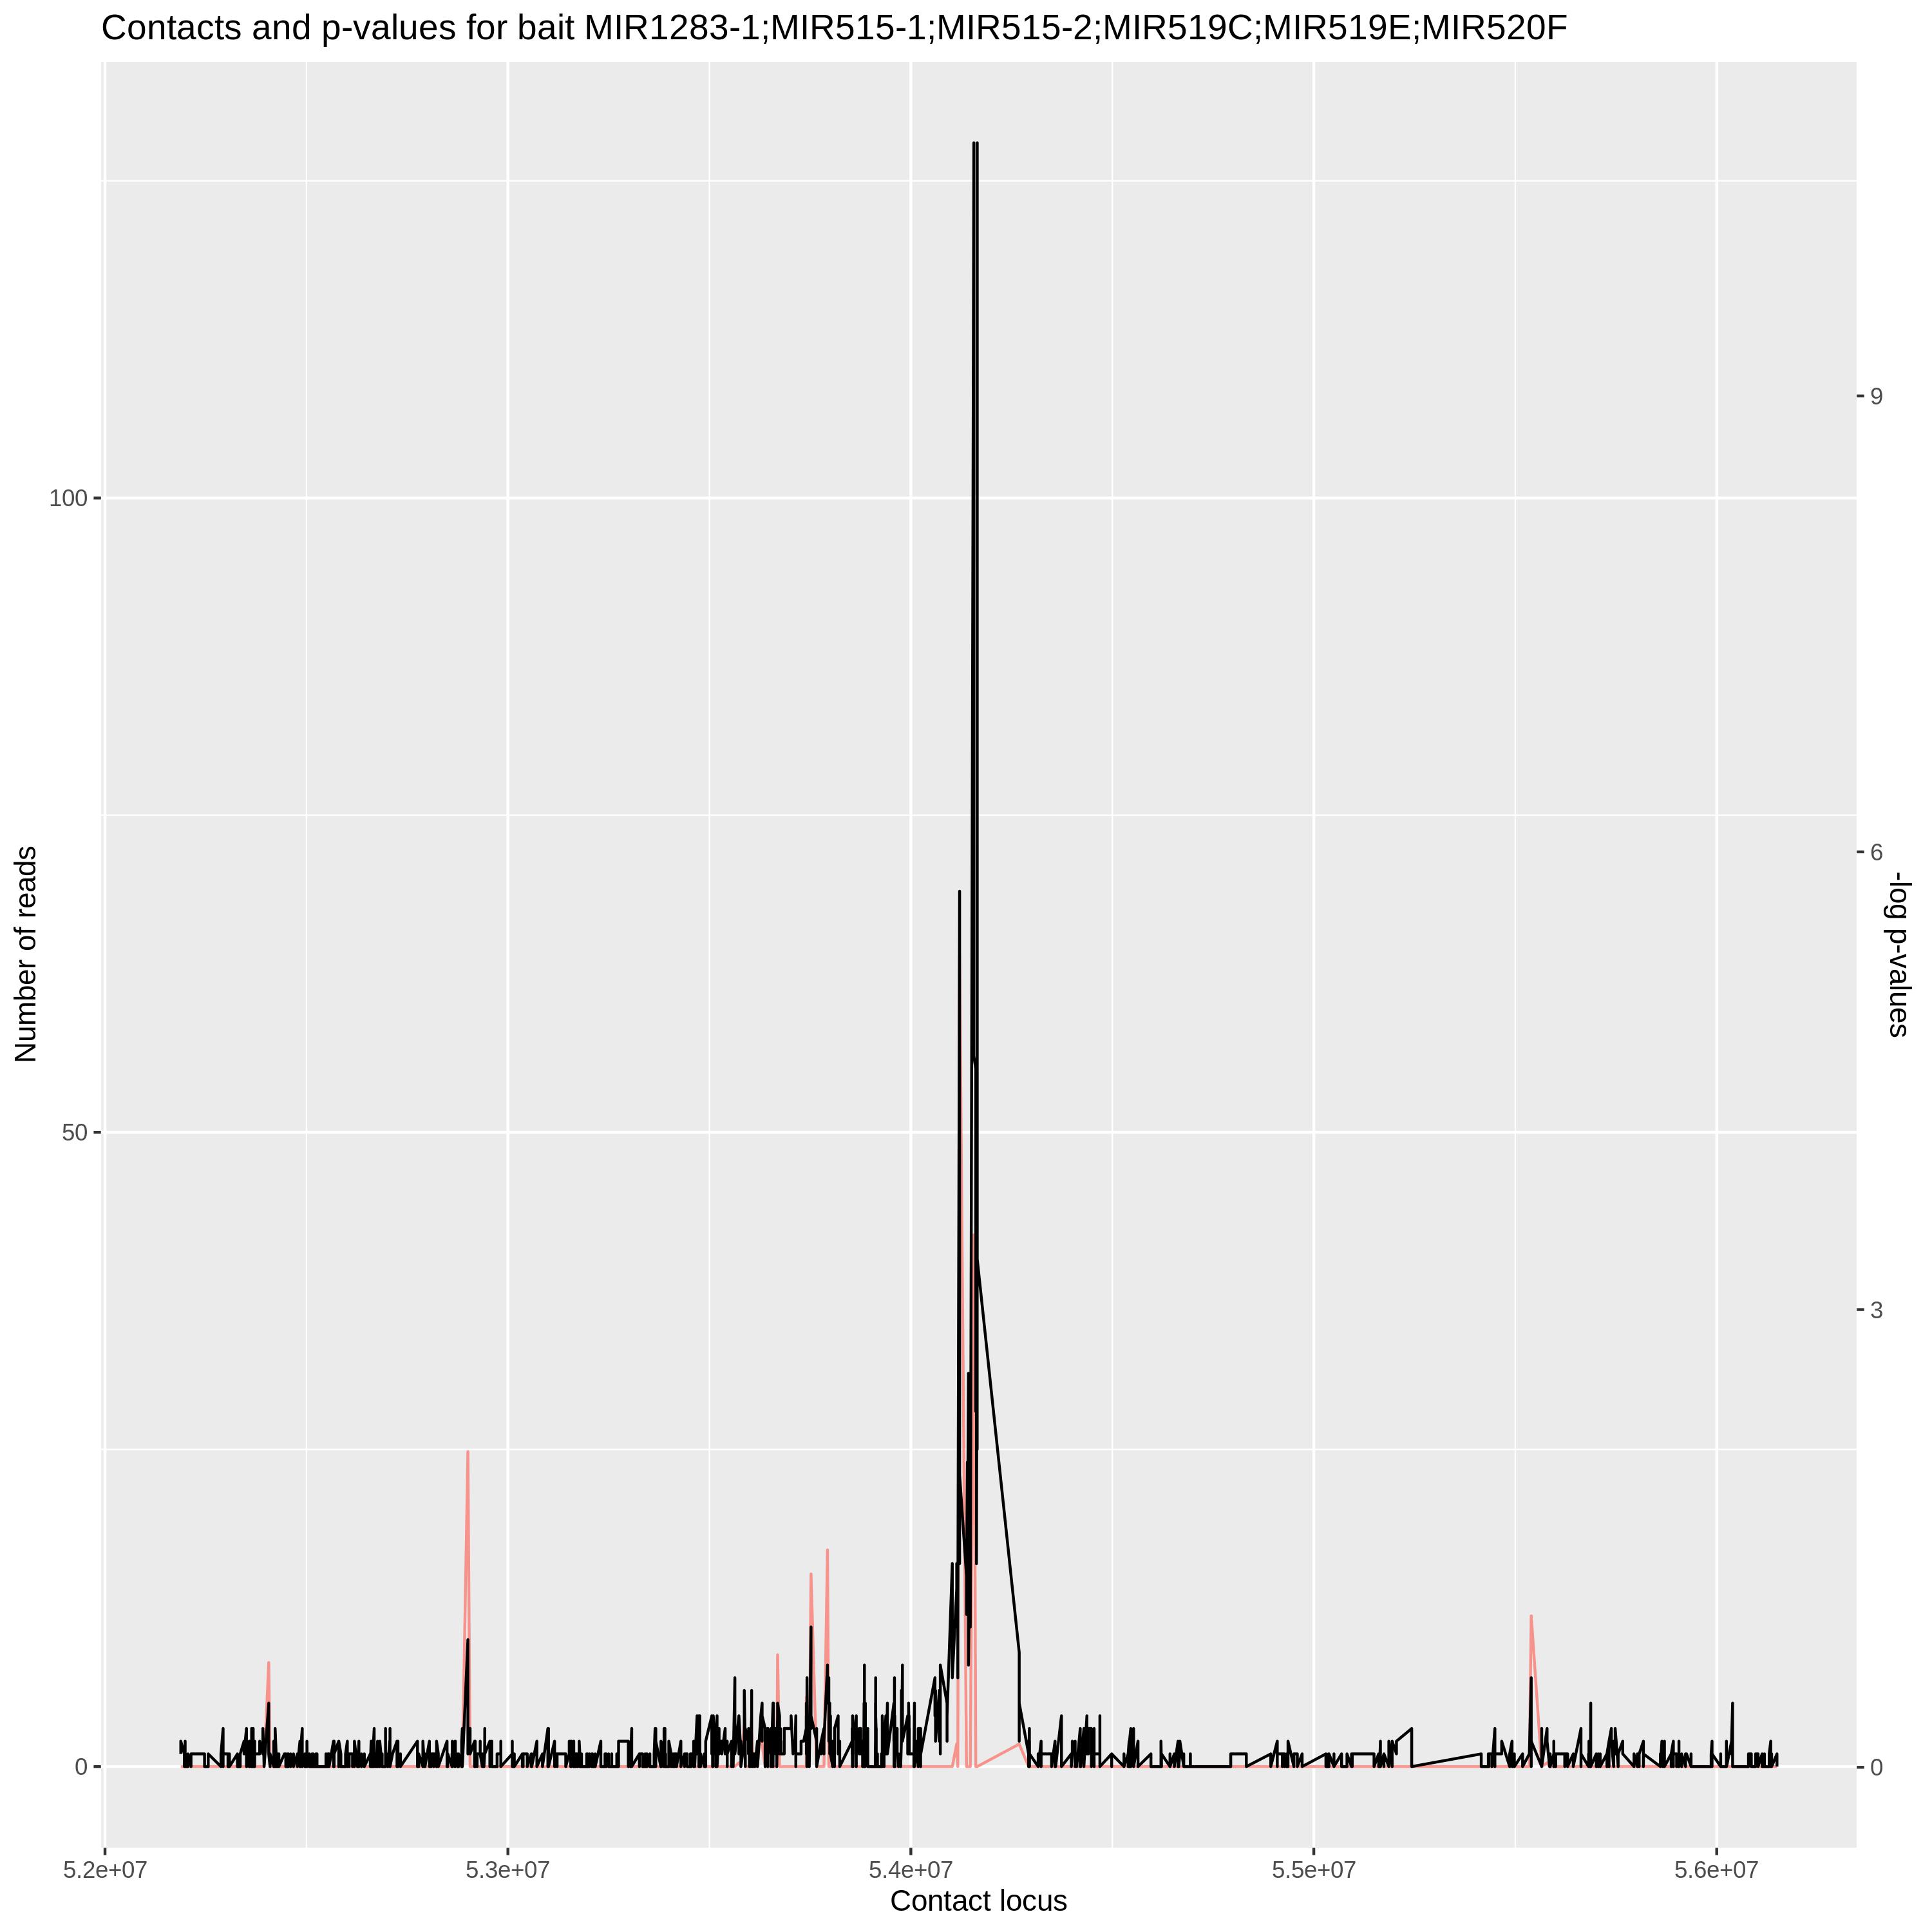 Contacts and p-values for bait MIR1283-1;MIR515-1;MIR515-2;MIR519C;MIR519E;MIR520F
Number of reads
100
50
0
9
6
3
0
-log p-values
5.2e+07
5.3e+07
5.4e+07
5.5e+07
5.6e+07
Contact locus